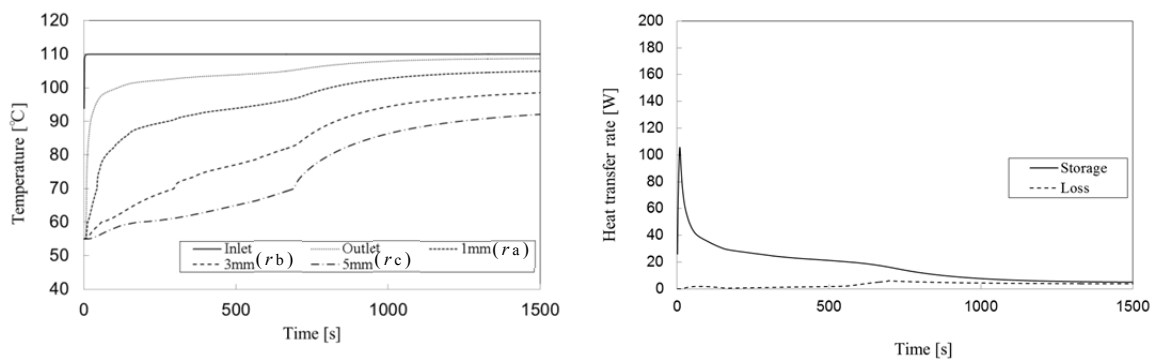 120
110
100
90
80
70
60
50
40
Temperature [℃]
Inlet
Outlet
1mm(ra)
3mm(rb)
5mm(rc)
0
500
1000
1500
Time [s]
200
180
160
140
120
100
80
60
40
20
0
Heat transfer rate [W]
Storage
Loss
0
500
1000
1500
Time [s]